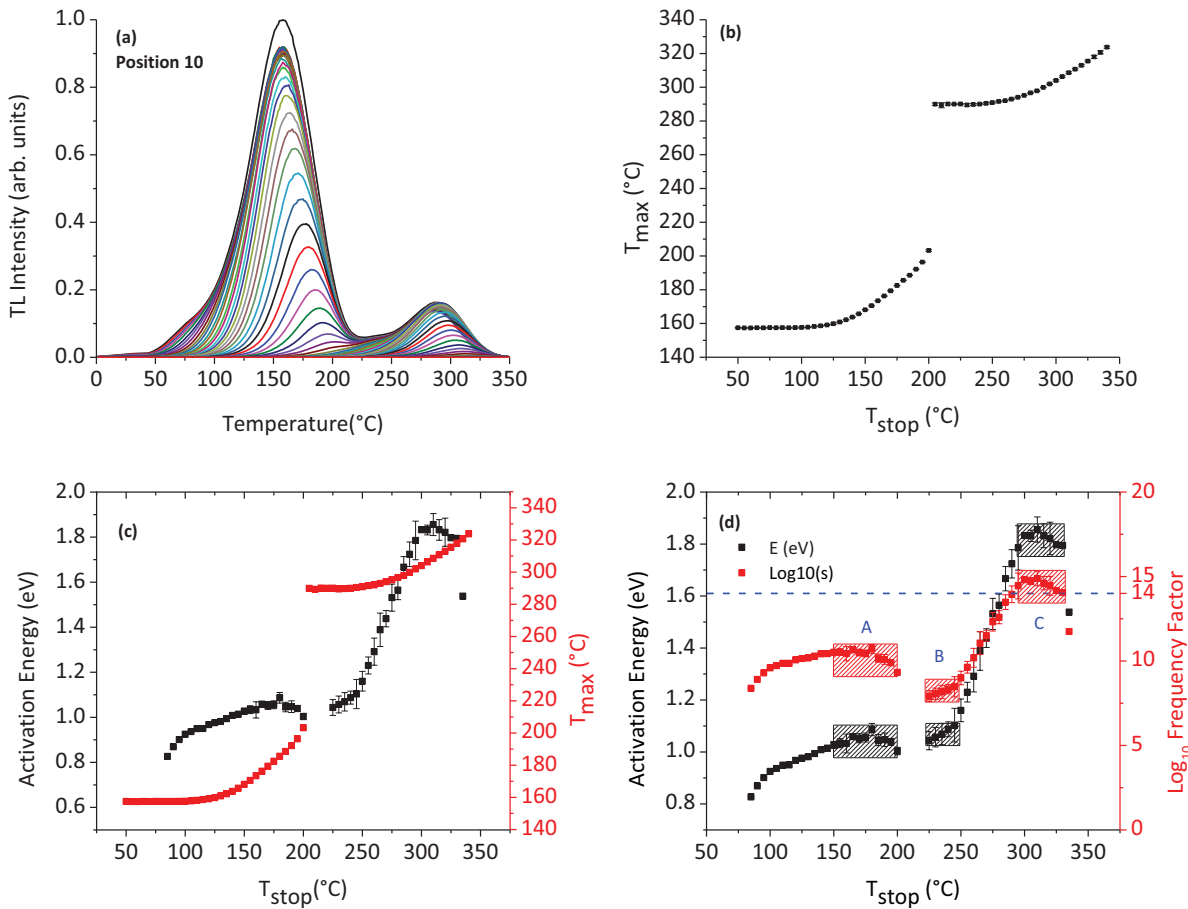 (a)
Position 10
1.0
0.8
0.6
0.4
0.2
0.0
TL Intensity (arb. units)
0 50 100 150 200 250 300 350
Temperature(°C)
(b)
340
320
300
280
260
240
220
200
180
160
140
Tmax (°C)
50 100 150 200 250 300 350
Tstop (°C)
(c)
2.0
1.8
1.6
1.4
1.2
1.0
0.8
0.6
Activation Energy (eV)
340
320
300
280
260
240
220
200
180
160
140
Tmax (°C)
50 100 150 200 250 300 350
Tstop(°C)
(d)
E (eV)
Log10(s)
A
B
C
2.0
1.8
1.6
1.4
1.2
1.0
0.8
Activation Energy (eV)
20
15
14
10
5
0
Log10 Frequency Factor
50 100 150 200 250 300 350
Tstop (°C)